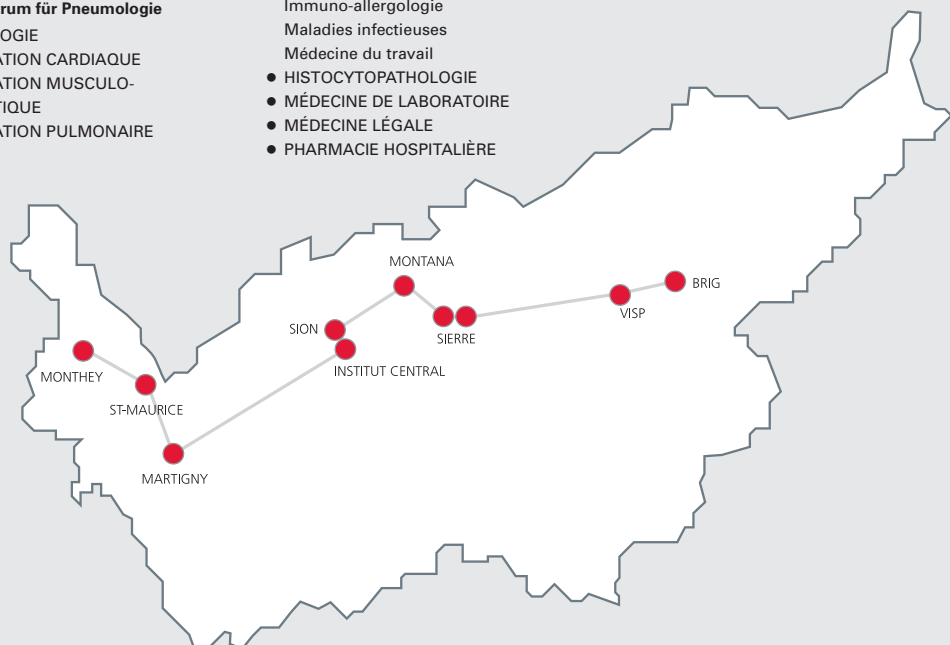 rum für Pneumologie
OGIE
ATION CARDIAQUE
ATION MUSCULO-
TIQUE
ATION PULMONAIRE
Immuno-allergologie
Maladies infectieuses
Médecine du travail
● HISTOCYTOPATHOLOGIE
● MÉDECINE DE LABORATOIRE
● MÉDECINE LÉGALE
● PHARMACIE HOSPITALIÈRE
MONTANA
BRIG
VISP
SION
SIERRE
INSTITUT CENTRAL
MONTHEY
ST-MAURICE
MARTIGNY